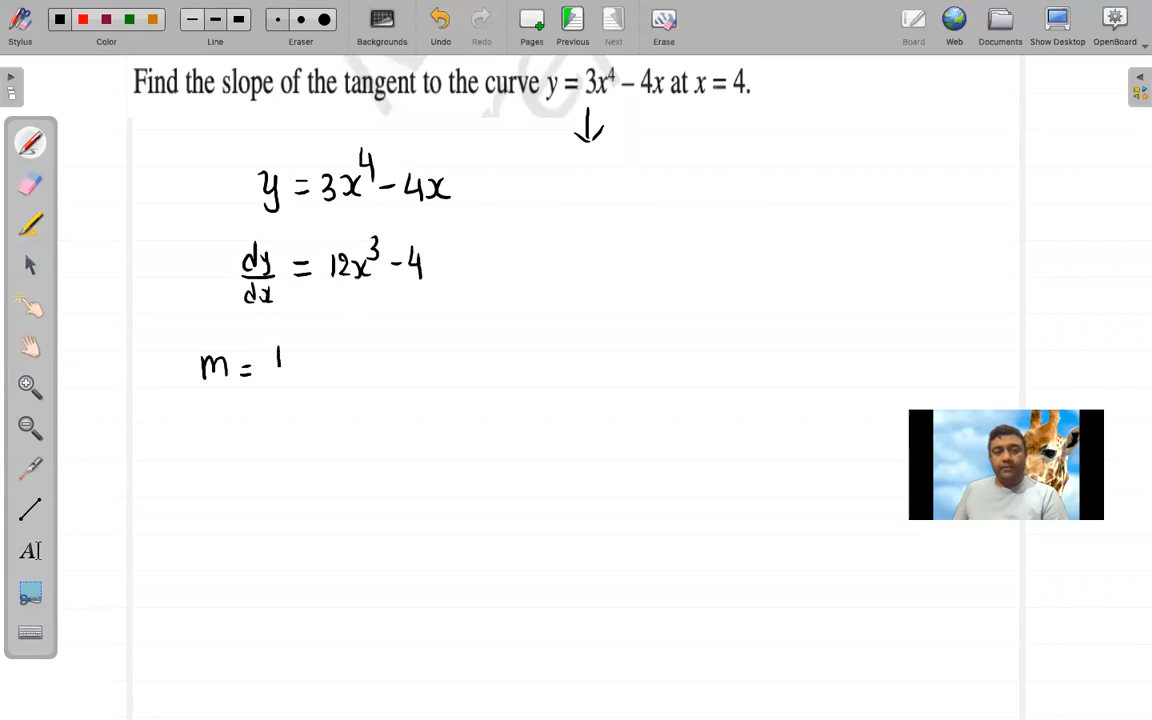 Stylus Color Line Eraser Backgrounds Undo Redo Pages Previous Next Erase Board Web Documents Show Desktop OpenBoard
Find the slope of the tangent to the curve y = 3x⁴ – 4x at x = 4.
y = 3x⁴ - 4x
dy/dx = 12x³ - 4
m = 1